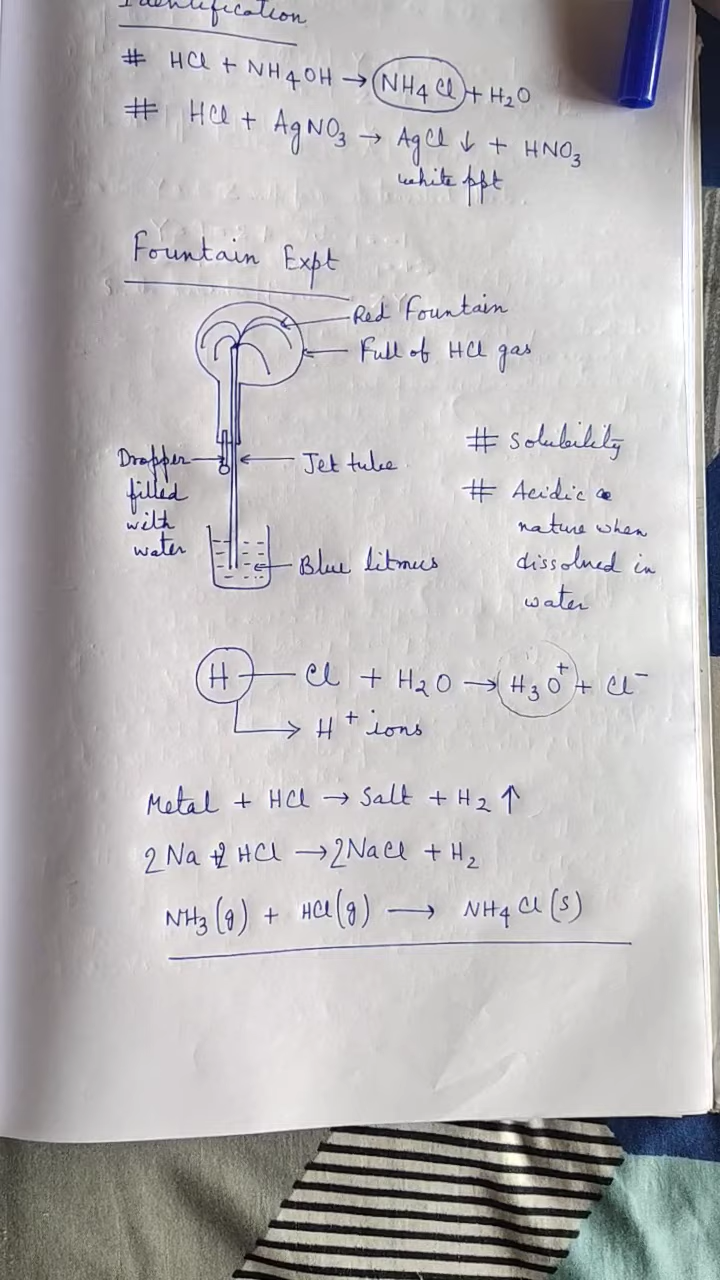 Identification
# HCl + NH4OH → NH4Cl + H2O
# HCl + AgNO3 → AgCl ↓ + HNO3
white ppt
Fountain Expt
Red Fountain
Full of HCl gas
Dropper
filled
with
water
Jet tube
Blue litmus
# Solubility
# Acidic
nature when
dissolved in
water
H — Cl + H2O → H3O+ + Cl-
H+ ions
Metal + HCl → Salt + H2 ↑
2Na + 2HCl → 2NaCl + H2
NH3(g) + HCl(g) → NH4Cl(s)